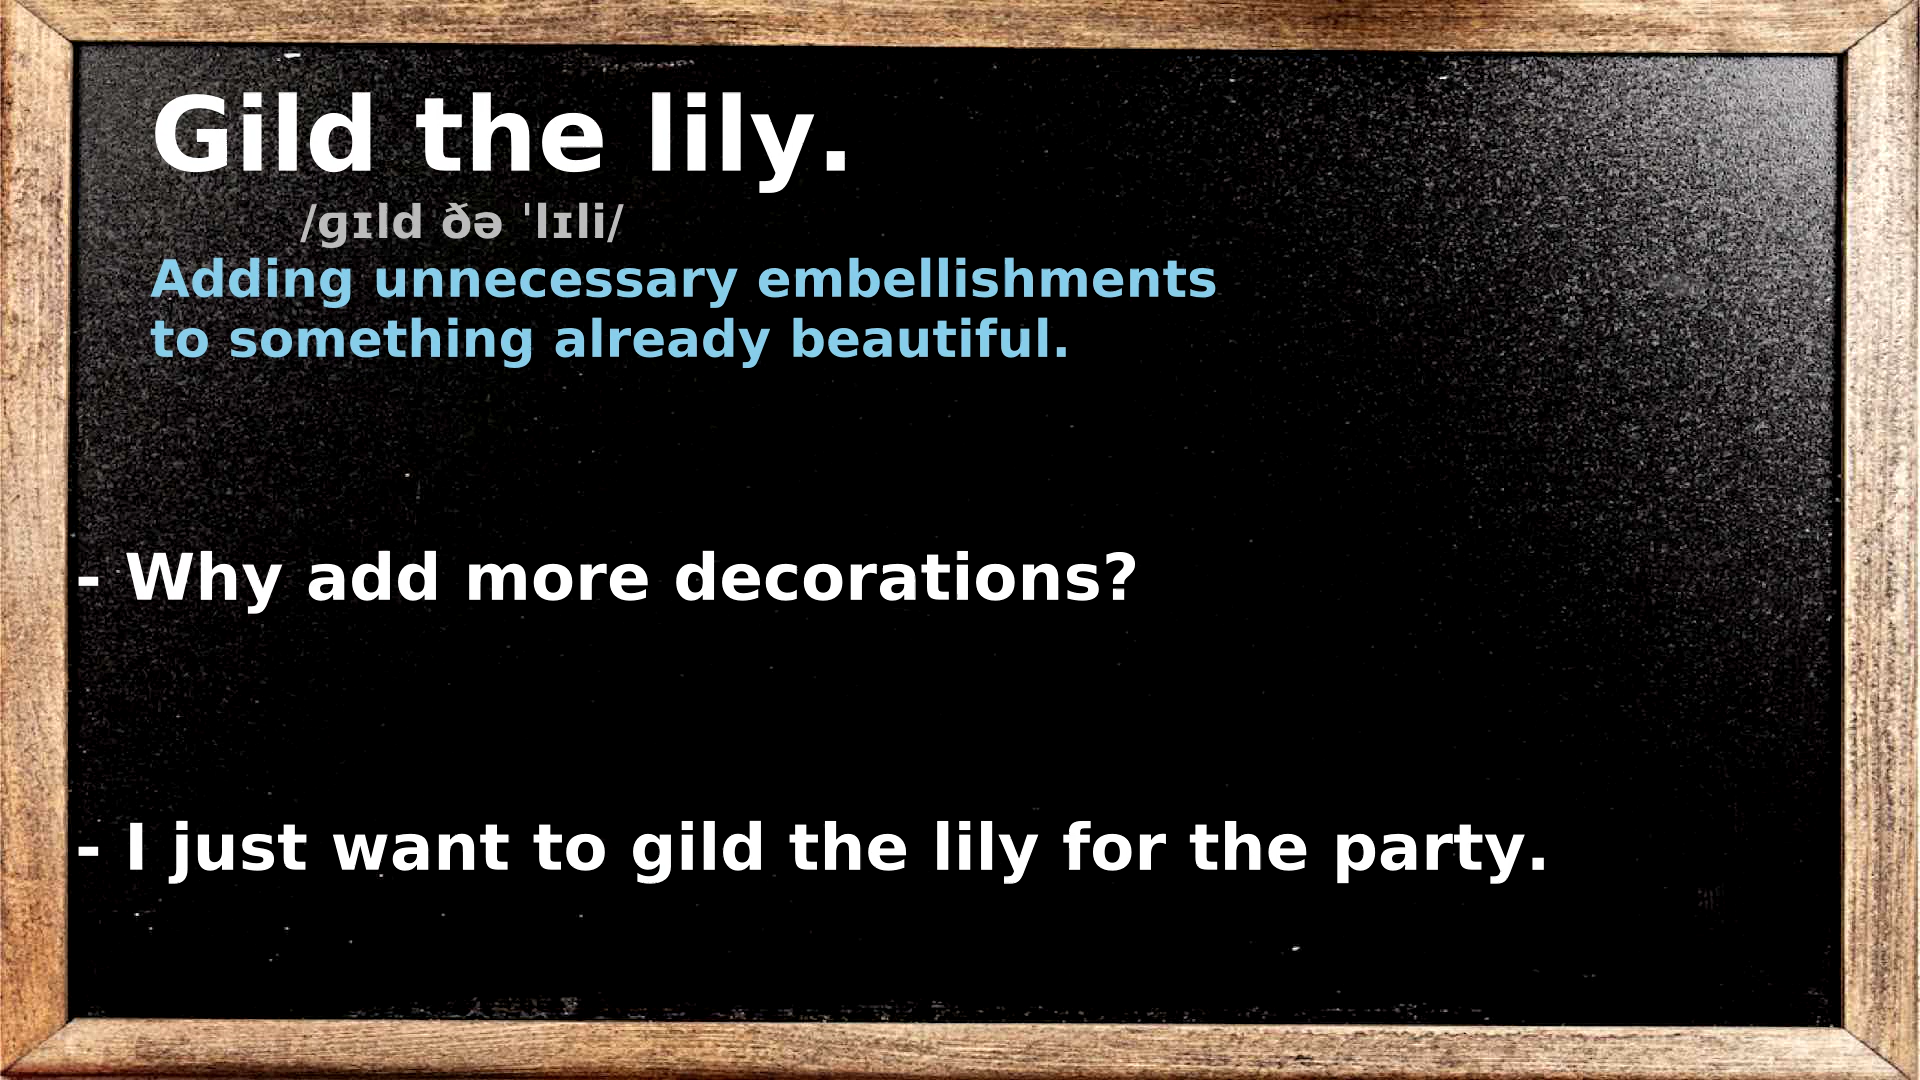 Gild the lily.
/ɡɪld ðə ˈlɪli/
Adding unnecessary embellishments
to something already beautiful.
- Why add more decorations?
- I just want to gild the lily for the party.